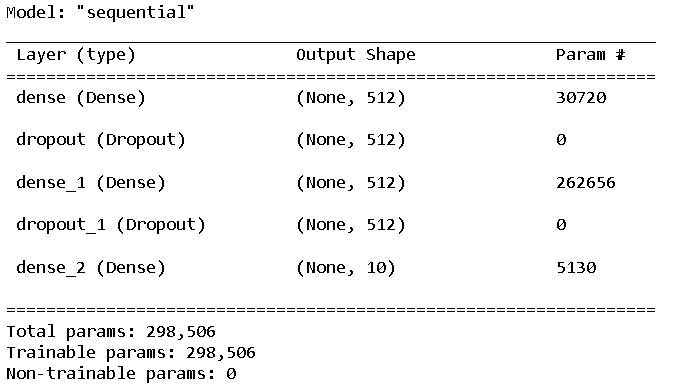 Model: "sequential"
_________________________________________________________________
Layer (type) Output Shape Param #
=================================================================
dense (Dense) (None, 512) 30720
dropout (Dropout) (None, 512) 0
dense_1 (Dense) (None, 512) 262656
dropout_1 (Dropout) (None, 512) 0
dense_2 (Dense) (None, 10) 5130
=================================================================
Total params: 298,506
Trainable params: 298,506
Non-trainable params: 0